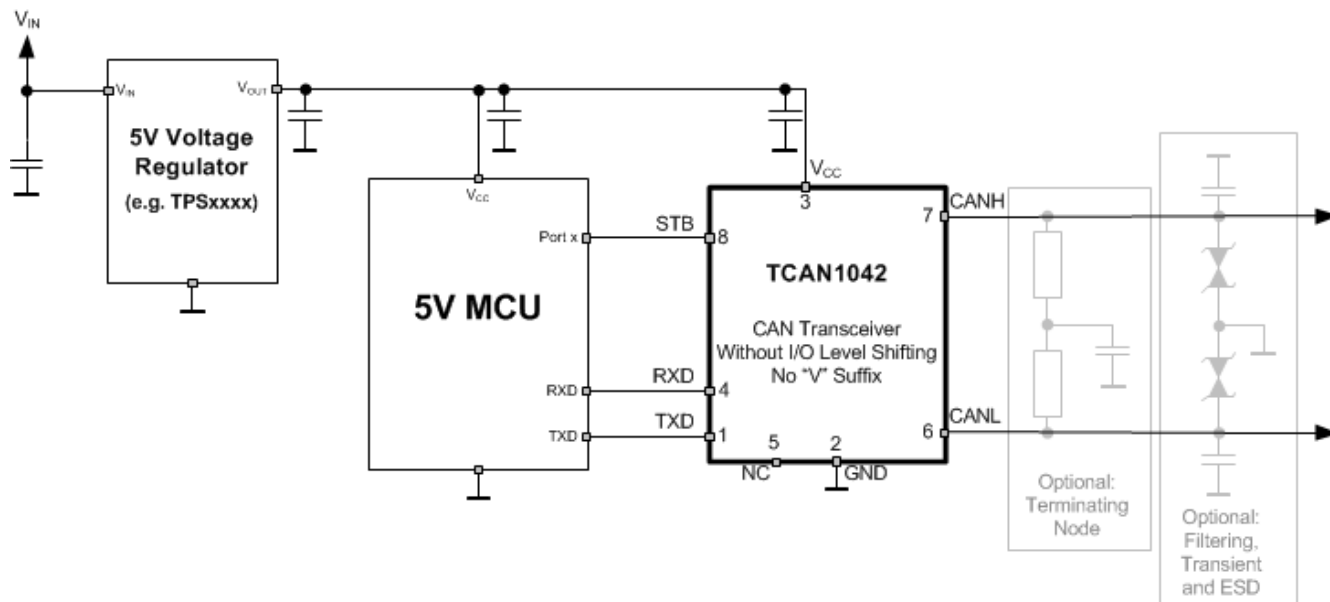 VIN
VIN
VOUT
5V Voltage
Regulator
(e.g. TPSxxxx)
VCC
Port x
5V MCU
RXD
TXD
STB
RXD
TXD
VCC
3
8
7
TCAN1042
CAN Transceiver
Without I/O Level Shifting
No "V" Suffix
4
1
5
2
6
NC
GND
CANH
CANL
Optional:
Terminating
Node
Optional:
Filtering,
Transient
and ESD